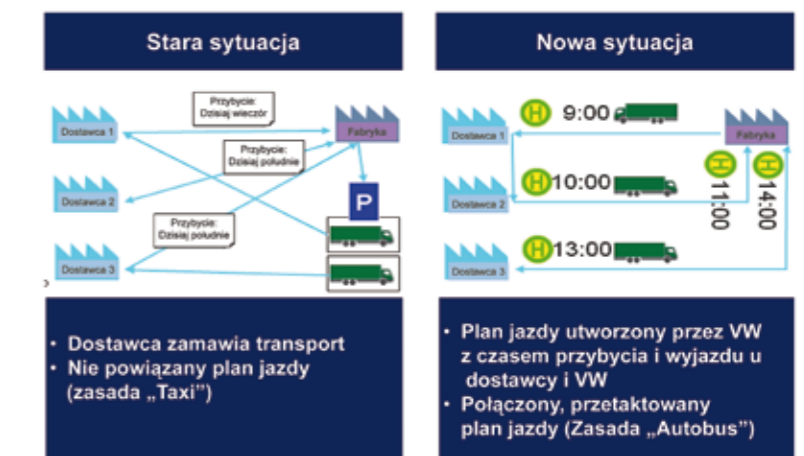 Stara sytuacja
Przybycie:
Dzisiaj wieczór
Dostawca 1
Fabryka
Przybycie:
Dzisiaj południe
Dostawca 2
P
Przybycie:
Dzisiaj południe
Dostawca 3
• Dostawca zamawia transport
• Nie powiązany plan jazdy
(zasada „Taxi”)
Nowa sytuacja
H 9:00
Dostawca 1
Fabryka
H 10:00
Dostawca 2
H 11:00
H 14:00
H 13:00
Dostawca 3
• Plan jazdy utworzony przez VW
z czasem przybycia i wyjazdu u
dostawcy i VW
• Połączony, przetaktowany
plan jazdy (Zasada „Autobus”)